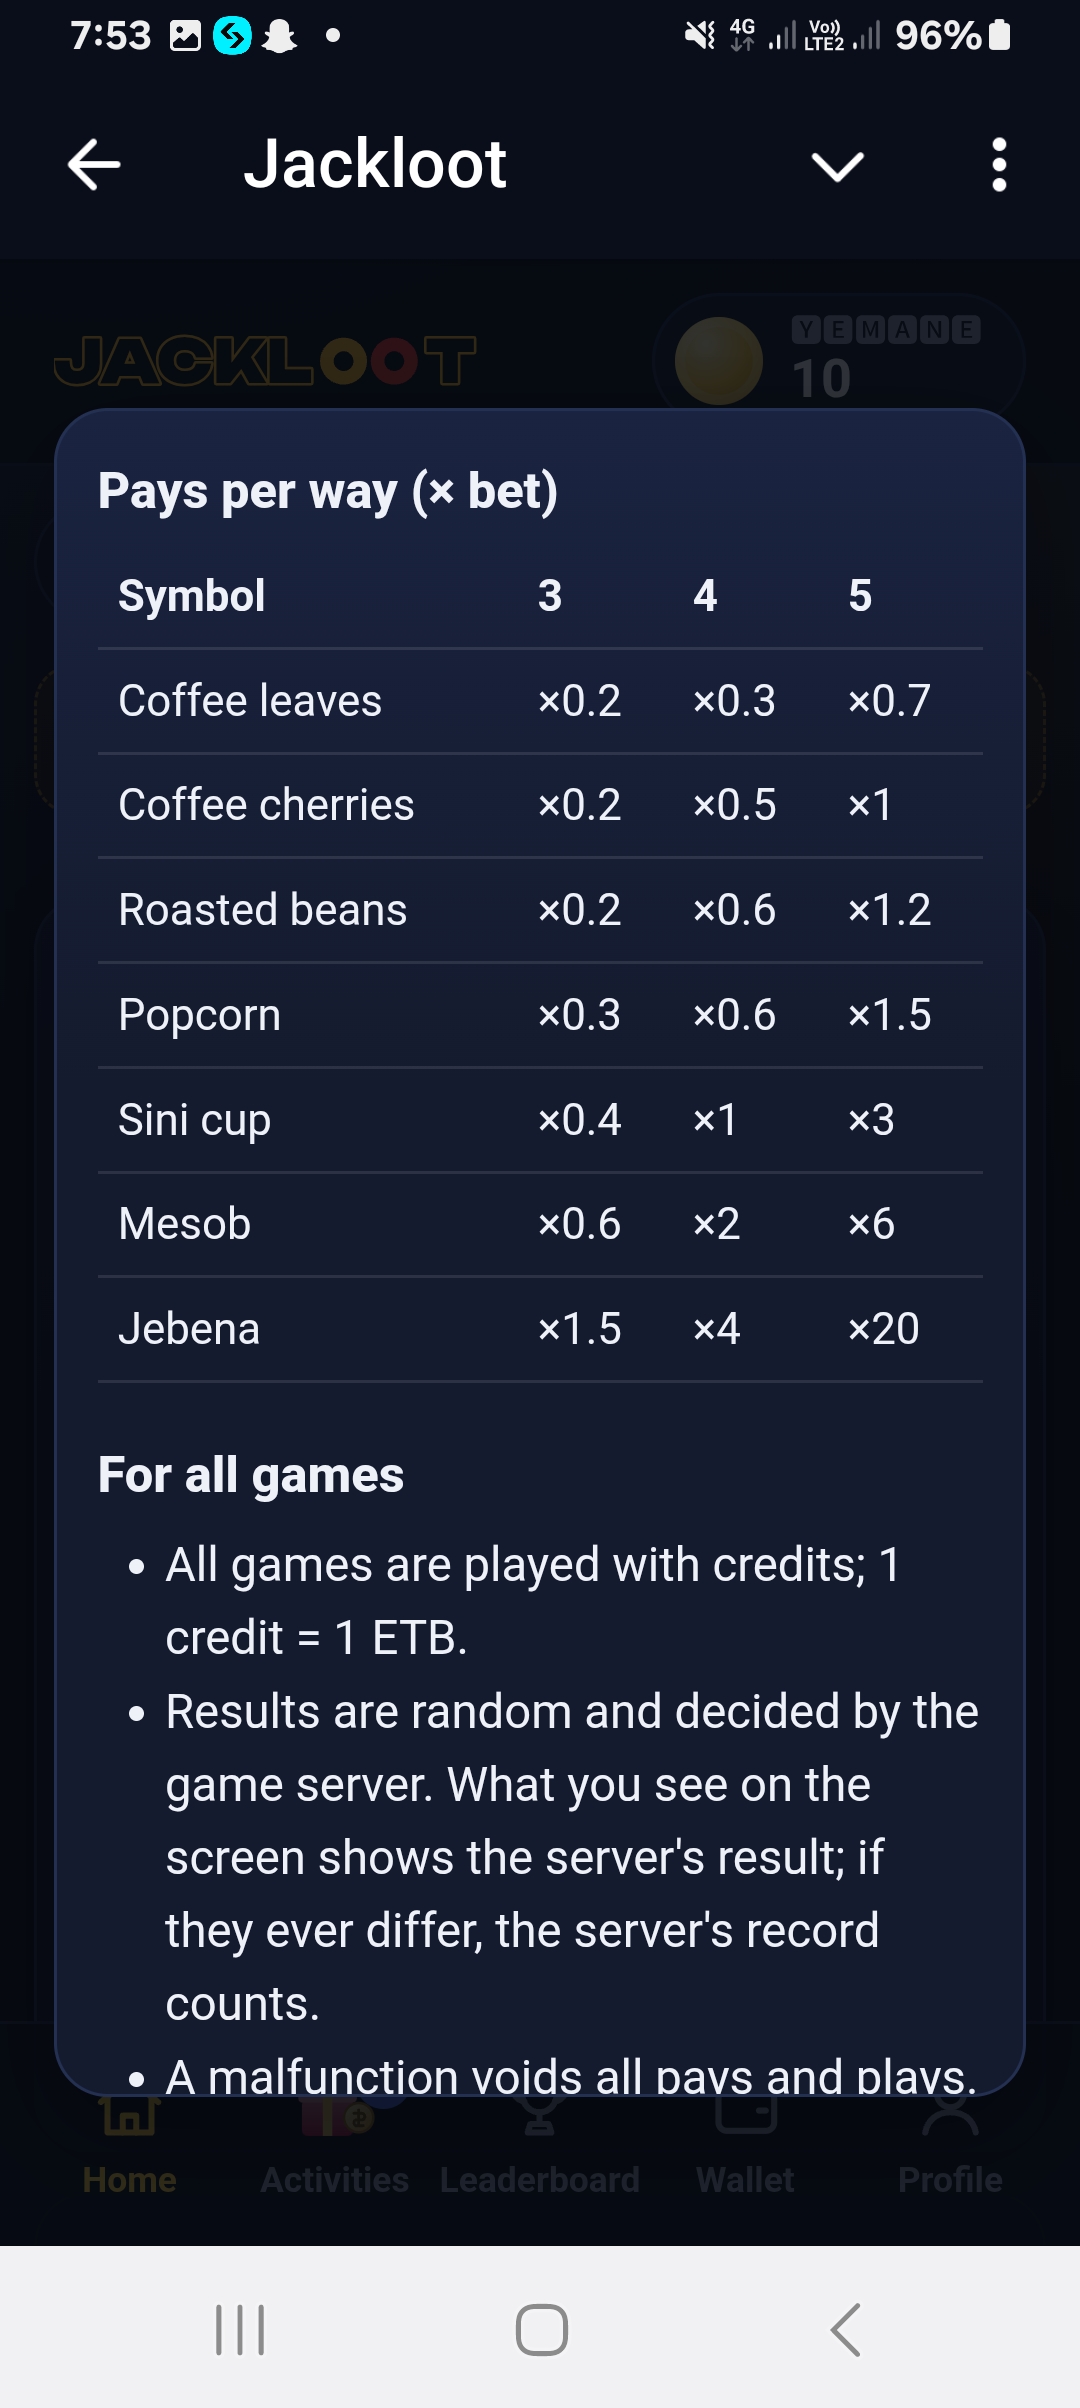 7:53
4G
Vo))
LTE2
96%
Jackloot
JACKLOOT
YEMANE
10
Pays per way (× bet)
Symbol 3 4 5
Coffee leaves ×0.2 ×0.3 ×0.7
Coffee cherries ×0.2 ×0.5 ×1
Roasted beans ×0.2 ×0.6 ×1.2
Popcorn ×0.3 ×0.6 ×1.5
Sini cup ×0.4 ×1 ×3
Mesob ×0.6 ×2 ×6
Jebena ×1.5 ×4 ×20
For all games
• All games are played with credits; 1
credit = 1 ETB.
• Results are random and decided by the
game server. What you see on the
screen shows the server's result; if
they ever differ, the server's record
counts.
• A malfunction voids all pays and plays.
Home Activities Leaderboard Wallet Profile